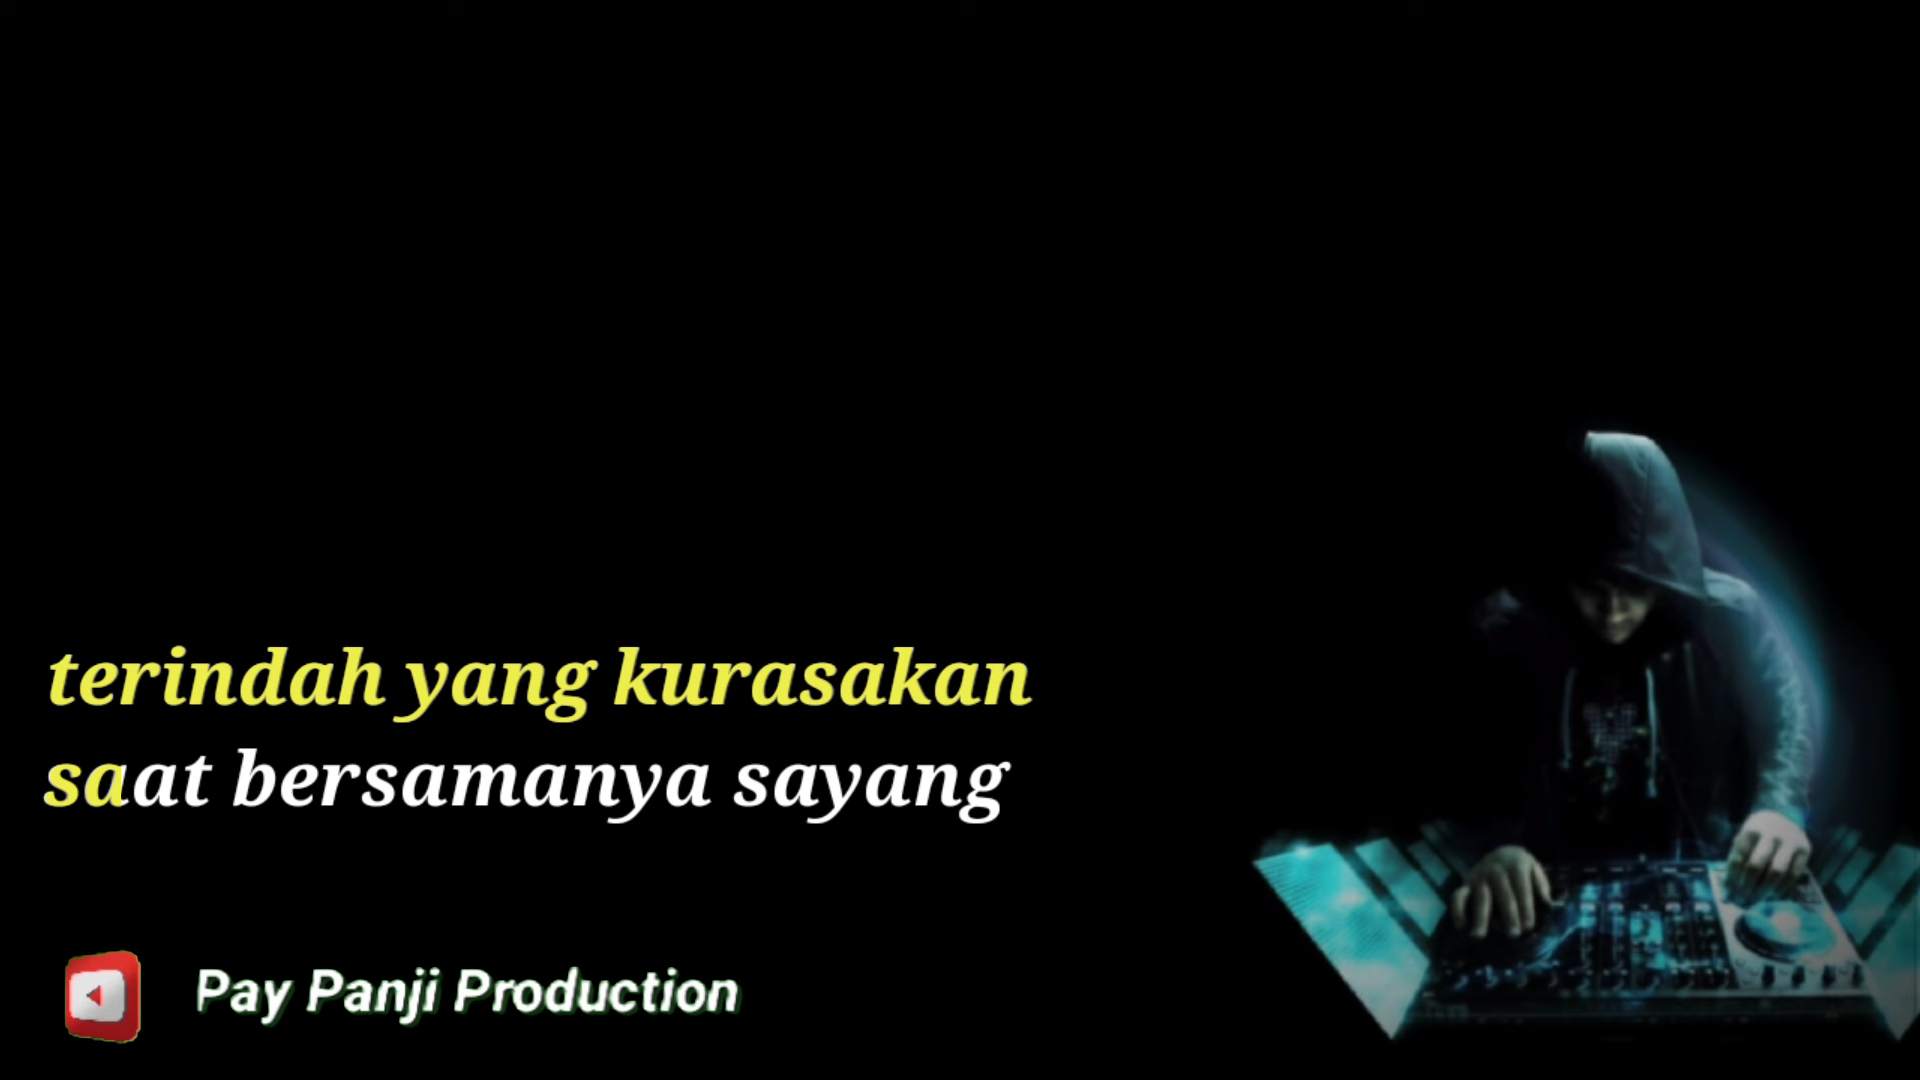 terindah yang kurasakan
saat bersamanya sayang
Pay Panji Production